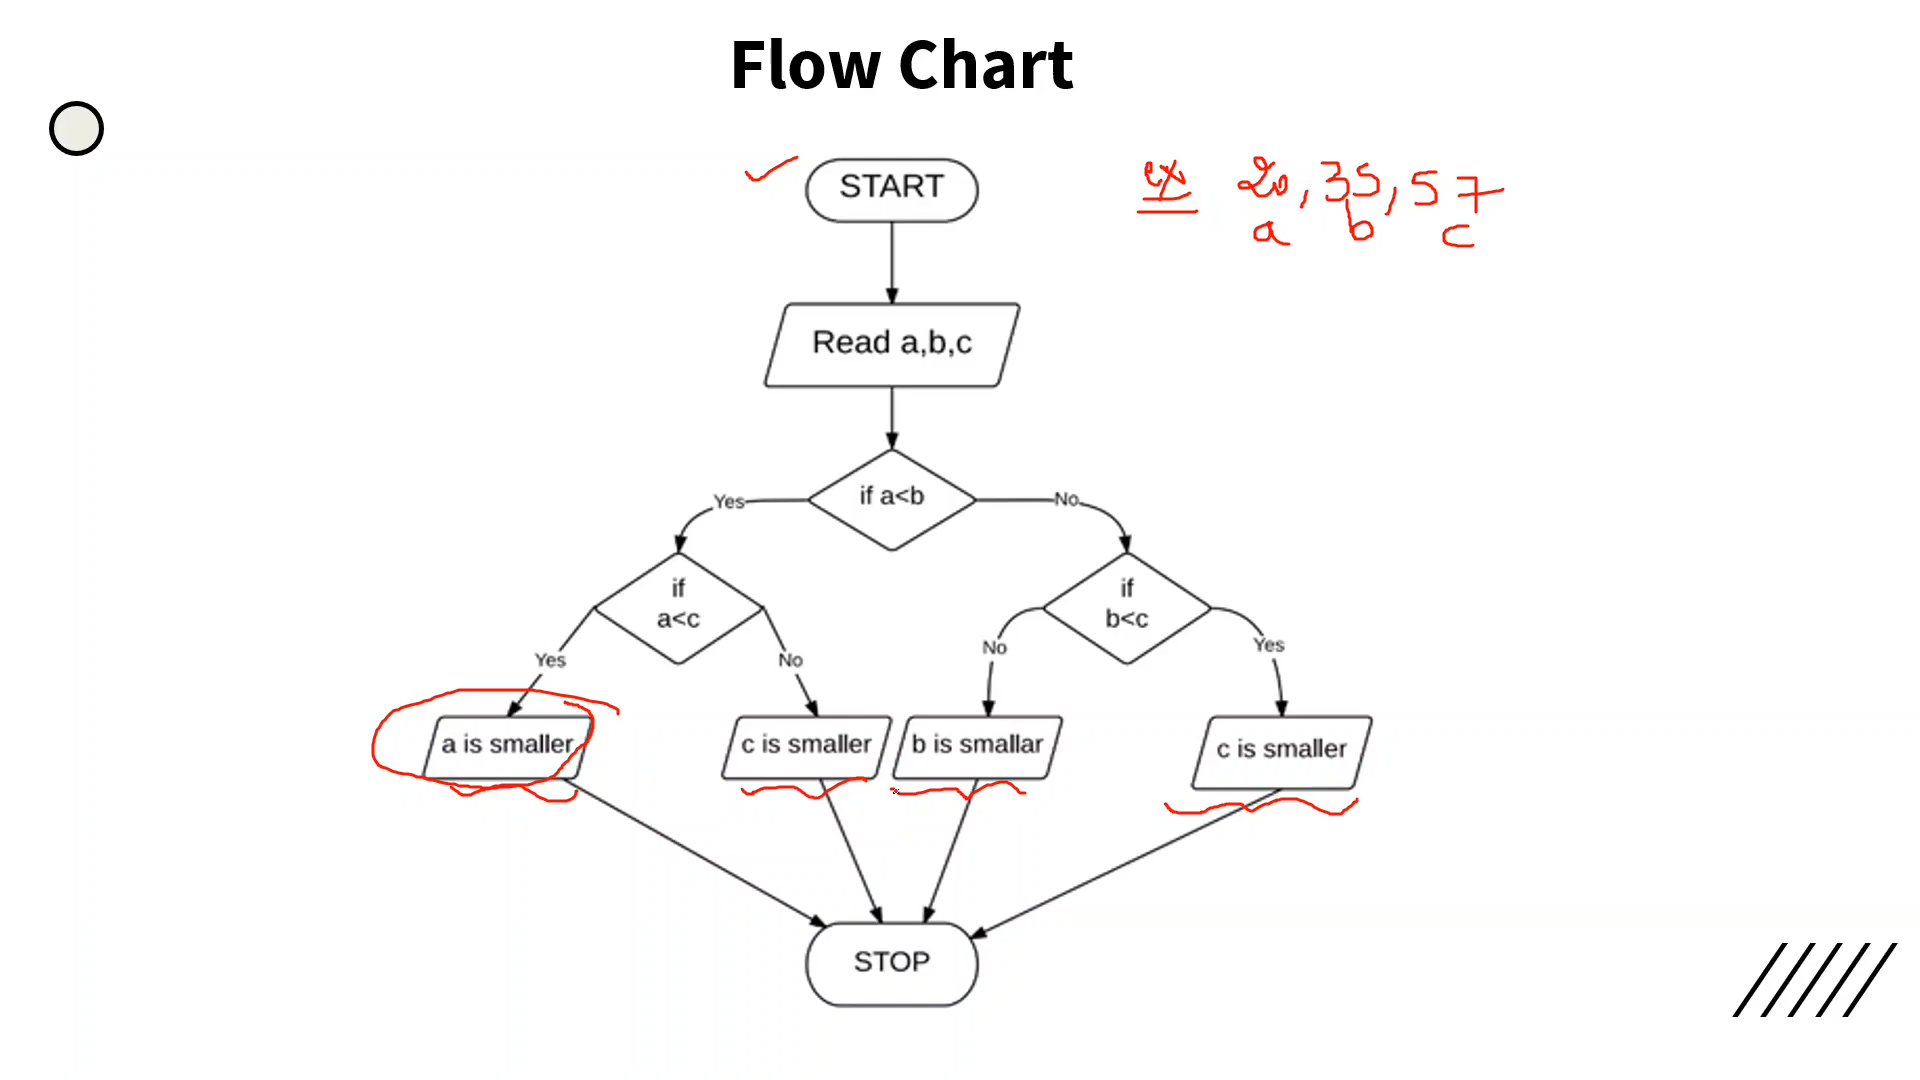 Flow Chart
START
ex 20, 35, 57
a b c
Read a,b,c
if a<b
Yes
No
if
a<c
if
b<c
Yes
No
No
Yes
a is smaller
c is smaller
b is smallar
c is smaller
STOP